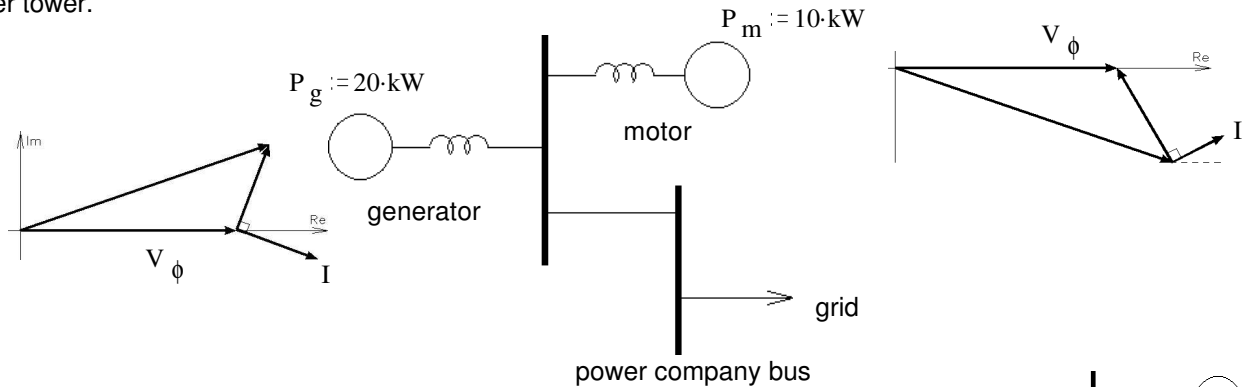 er tower.
P m := 10·kW
V ϕ
Re
P g := 20·kW
I
motor
Im
generator
Re
V ϕ
I
grid
power company bus